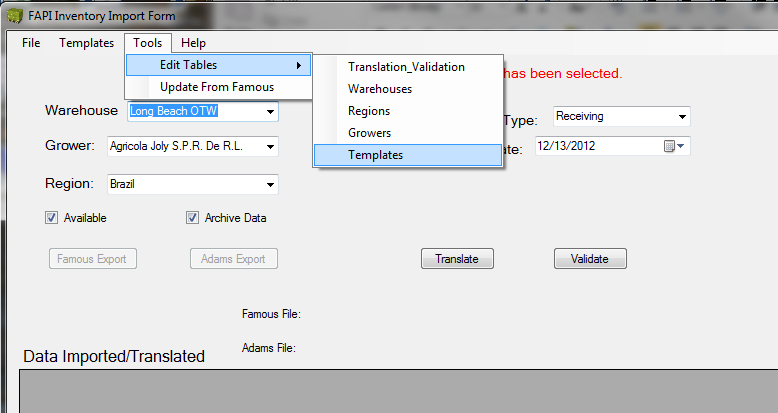 FAPI Inventory Import Form
File Templates Tools Help
Edit Tables
Update From Famous
Translation_Validation
Warehouses
Regions
Growers
Templates
has been selected.
Warehouse Long Beach OTW
Type: Receiving
Grower: Agricola Joly S.P.R. De R.L.
ate: 12/13/2012
Region: Brazil
Available Archive Data
Famous Export Adams Export Translate Validate
Famous File:
Adams File:
Data Imported/Translated